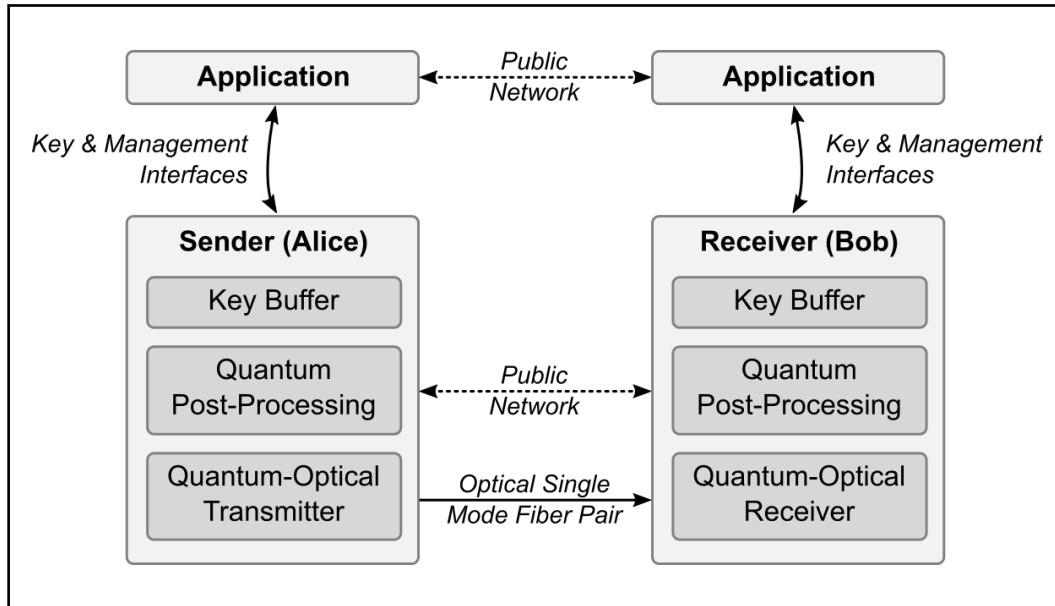 Application
Public
Network
Application
Key & Management
Interfaces
Key & Management
Interfaces
Sender (Alice)
Key Buffer
Quantum
Post-Processing
Quantum-Optical
Transmitter
Public
Network
Optical Single
Mode Fiber Pair
Receiver (Bob)
Key Buffer
Quantum
Post-Processing
Quantum-Optical
Receiver